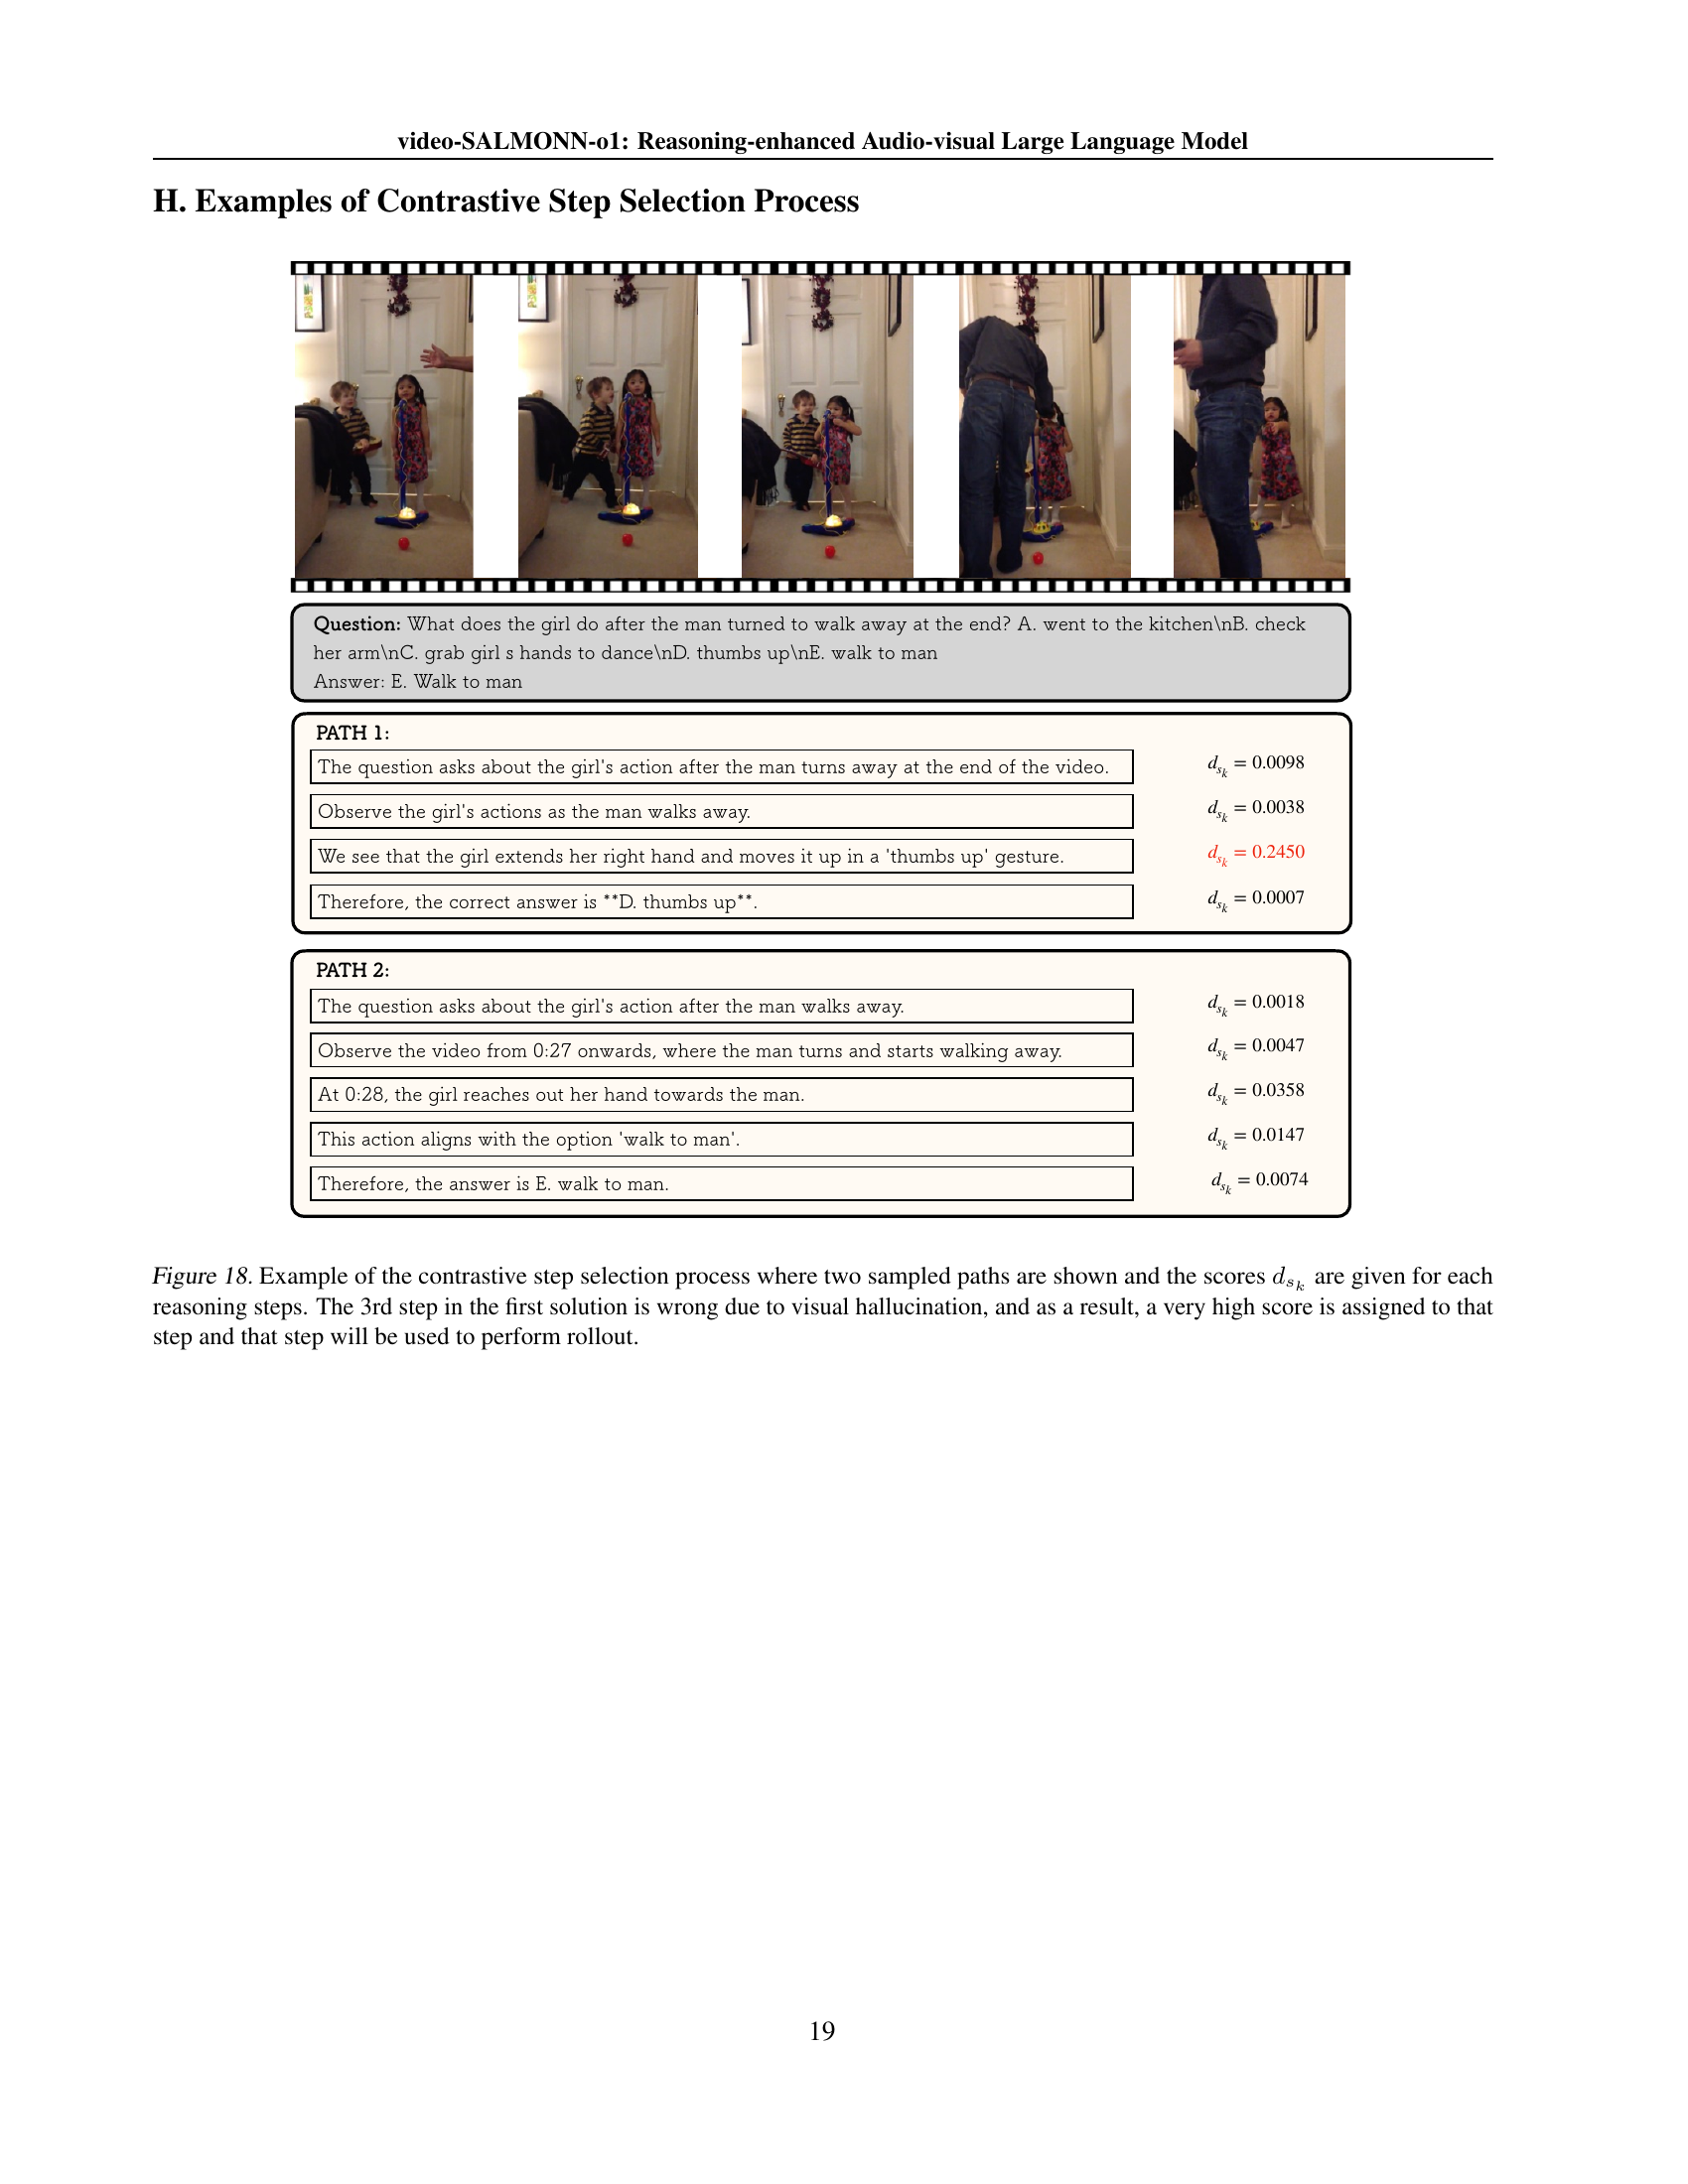 video-SALMONN-o1: Reasoning-enhanced Audio-visual Large Language Model
H. Examples of Contrastive Step Selection Process
Question: What does the girl do after the man turned to walk away at the end? A. went to the kitchen\nB. check
her arm\nC. grab girl s hands to dance\nD. thumbs up\nE. walk to man
Answer: E. Walk to man
PATH 1:
The question asks about the girl's action after the man turns away at the end of the video. d_{s_k} = 0.0098
Observe the girl's actions as the man walks away. d_{s_k} = 0.0038
We see that the girl extends her right hand and moves it up in a 'thumbs up' gesture. d_{s_k} = 0.2450
Therefore, the correct answer is **D. thumbs up**. d_{s_k} = 0.0007
PATH 2:
The question asks about the girl's action after the man walks away. d_{s_k} = 0.0018
Observe the video from 0:27 onwards, where the man turns and starts walking away. d_{s_k} = 0.0047
At 0:28, the girl reaches out her hand towards the man. d_{s_k} = 0.0358
This action aligns with the option 'walk to man'. d_{s_k} = 0.0147
Therefore, the answer is E. walk to man. d_{s_k} = 0.0074
Figure 18. Example of the contrastive step selection process where two sampled paths are shown and the scores d_{s_k} are given for each
reasoning steps. The 3rd step in the first solution is wrong due to visual hallucination, and as a result, a very high score is assigned to that
step and that step will be used to perform rollout.
19